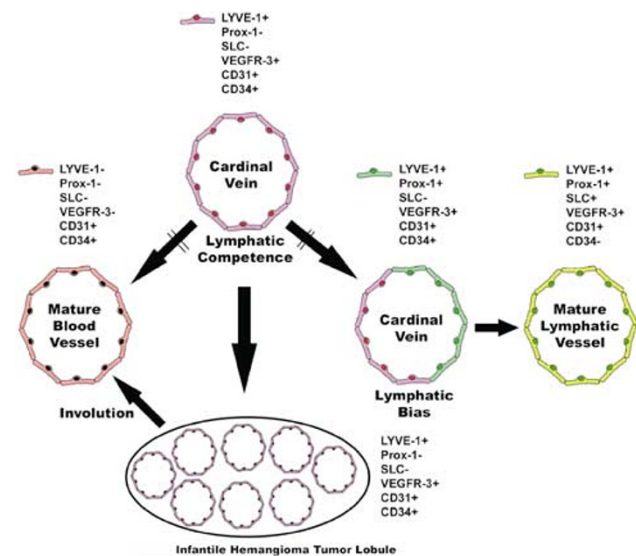 LYVE-1+
Prox-1-
SLC-
VEGFR-3+
CD31+
CD34+
Cardinal
Vein
Lymphatic
Competence
LYVE-1-
Prox-1-
SLC-
VEGFR-3-
CD31+
CD34+
Mature
Blood
Vessel
Involution
LYVE-1+
Prox-1+
SLC-
VEGFR-3+
CD31+
CD34+
Cardinal
Vein
Lymphatic
Bias
LYVE-1+
Prox-1+
SLC+
VEGFR-3+
CD31+
CD34-
Mature
Lymphatic
Vessel
LYVE-1+
Prox-1-
SLC-
VEGFR-3+
CD31+
CD34+
Infantile Hemangioma Tumor Lobule